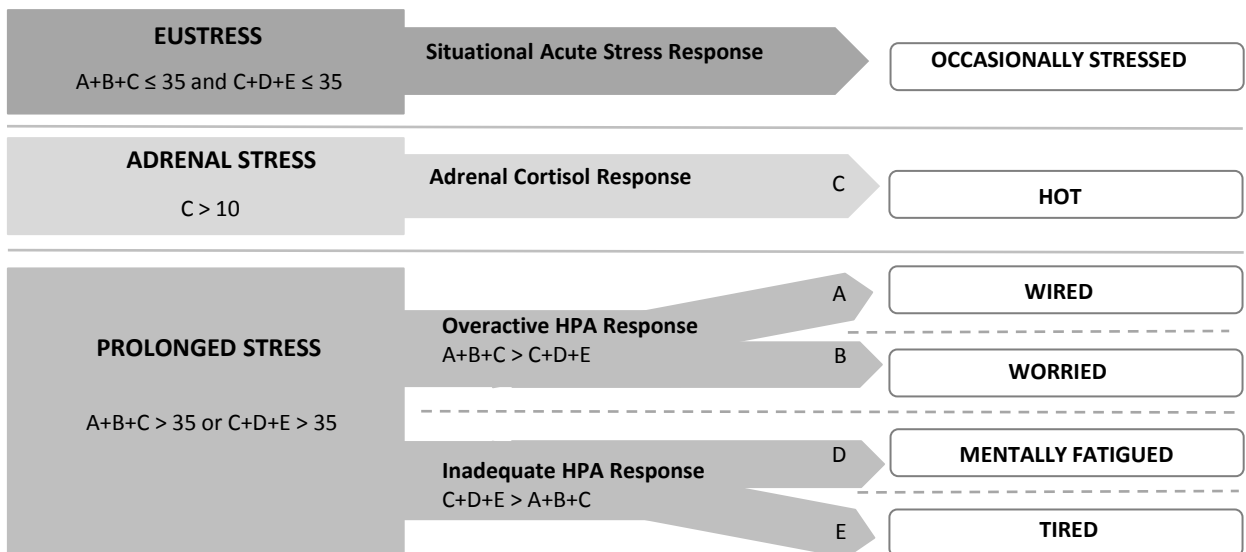 EUSTRESS
A+B+C ≤ 35 and C+D+E ≤ 35
Situational Acute Stress Response
OCCASIONALLY STRESSED
ADRENAL STRESS
C > 10
Adrenal Cortisol Response
C
HOT
PROLONGED STRESS
A+B+C > 35 or C+D+E > 35
Overactive HPA Response
A+B+C > C+D+E
A
WIRED
B
WORRIED
Inadequate HPA Response
C+D+E > A+B+C
D
MENTALLY FATIGUED
E
TIRED